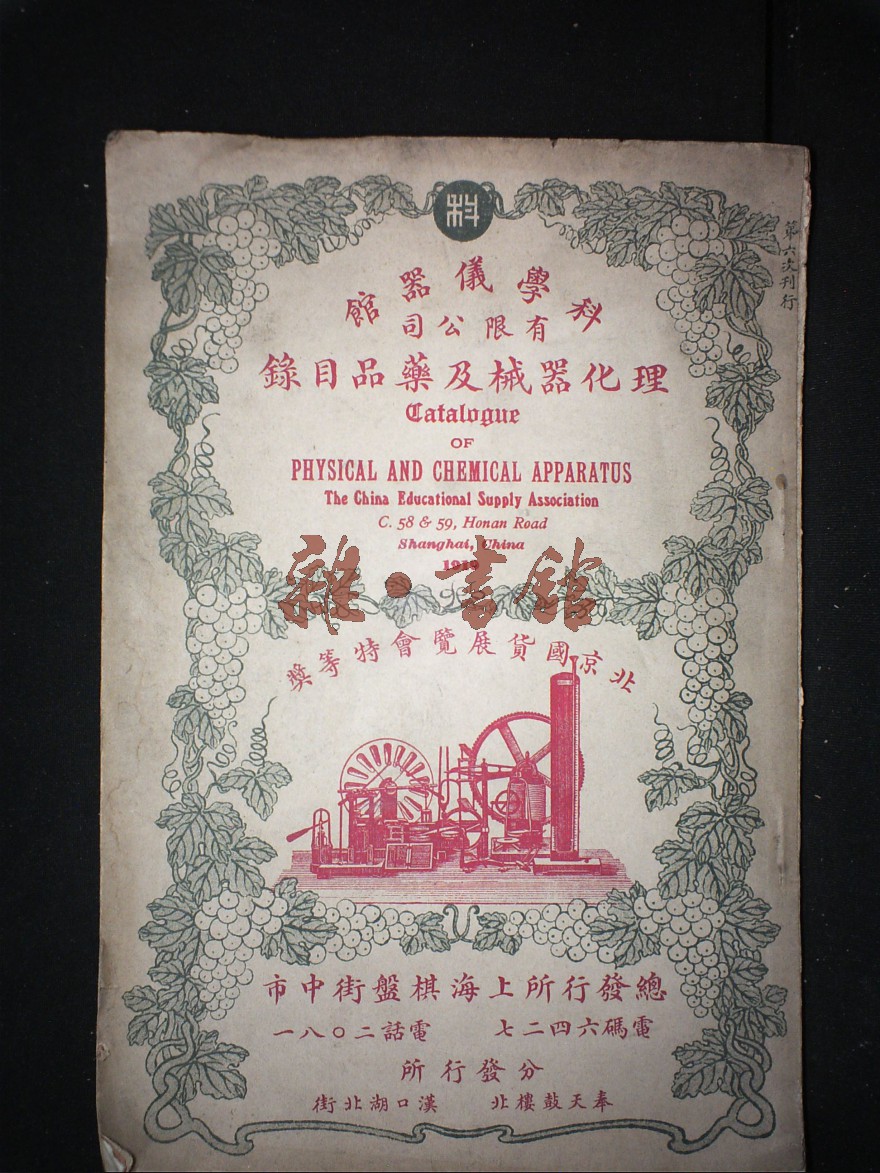 科
第六次刊行
科學儀器館
有限公司
理化器械及藥品目錄
Catalogue
OF
PHYSICAL AND CHEMICAL APPARATUS
The China Educational Supply Association
C. 58 & 59, Honan Road
Shanghai, China
雜·書館
北京國貨展覽會特等獎
總發行所上海棋盤街中市
電碼六四二七 電話二〇八一
分發行所
奉天鼓樓北 漢口湖北街